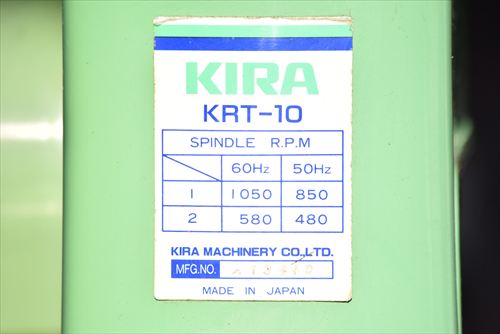 KIRA
KRT-10
SPINDLE R.P.M
60Hz 50Hz
1 1050 850
2 580 480
KIRA MACHINERY CO.,LTD.
MFG.NO.
MADE IN JAPAN